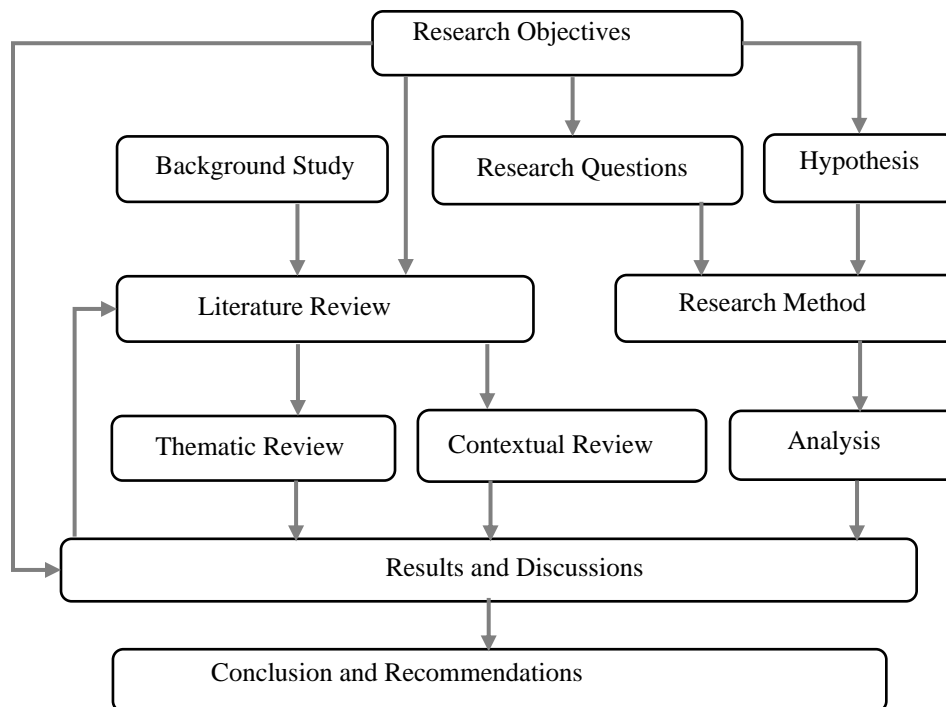 Research Objectives
Background Study
Research Questions
Hypothesis
Literature Review
Research Method
Thematic Review
Contextual Review
Analysis
Results and Discussions
Conclusion and Recommendations